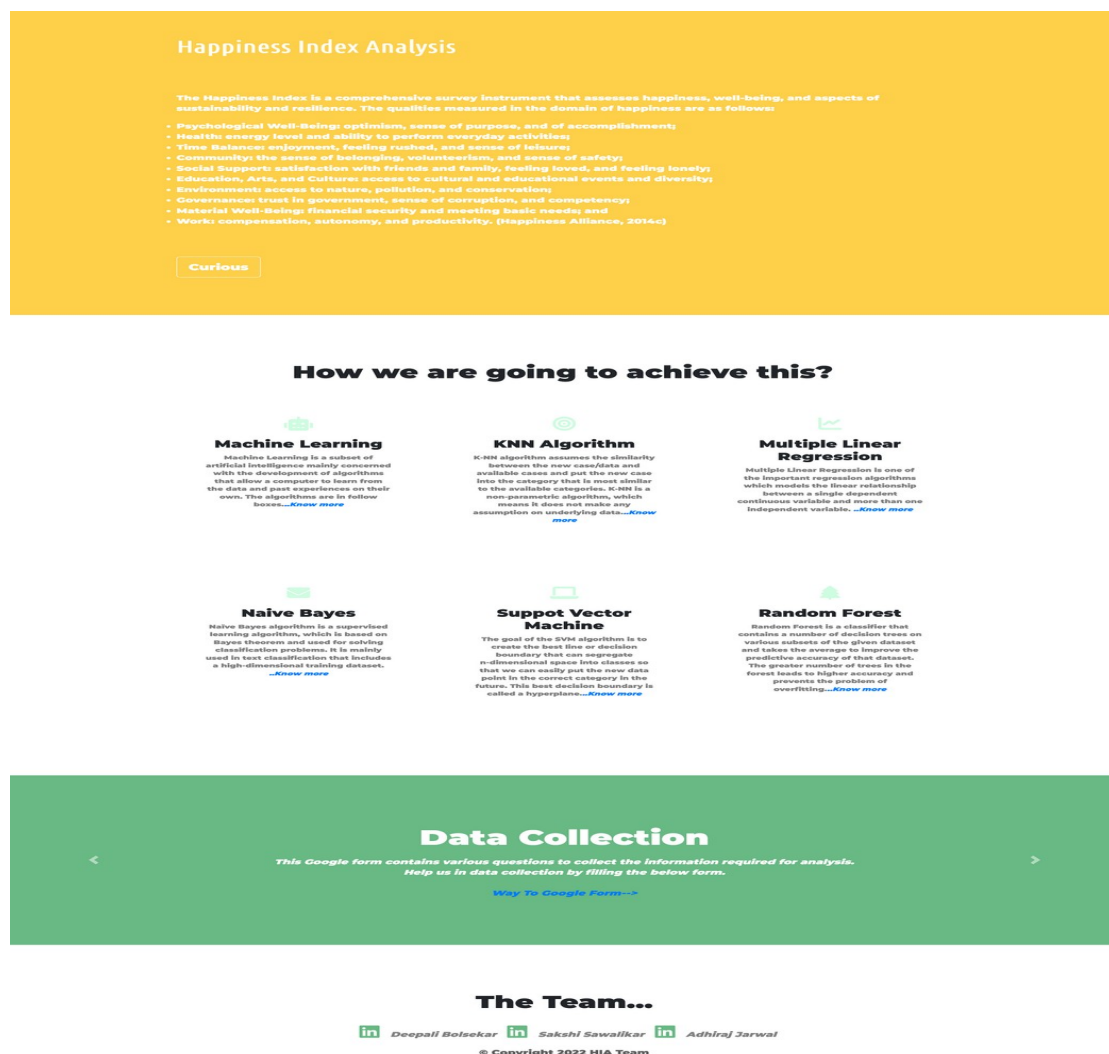 Happiness Index Analysis
The Happiness Index is a comprehensive survey instrument that assesses happiness, well-being, and aspects of
sustainability and resilience. The qualities measured in the domain of happiness are as follows:
• Psychological Well-Being: optimism, sense of purpose, and of accomplishment;
• Health: energy level and ability to perform everyday activities;
• Time Balance: enjoyment, feeling rushed, and sense of leisure;
• Community: the sense of belonging, volunteerism, and sense of safety;
• Social Support: satisfaction with friends and family, feeling loved, and feeling lonely;
• Education, Arts, and Culture: access to cultural and educational events and diversity;
• Environment: access to nature, pollution, and conservation;
• Governance: trust in government, sense of corruption, and competency;
• Material Well-Being: financial security and meeting basic needs; and
• Work: compensation, autonomy, and productivity. (Happiness Alliance, 2014c)
Curious
How we are going to achieve this?
Machine Learning
Machine Learning is a subset of
artificial intelligence mainly concerned
with the development of algorithms
that allow a computer to learn from
the data and past experiences on their
own. The algorithms are in follow
boxes...Know more
KNN Algorithm
K-NN algorithm assumes the similarity
between the new case/data and
available cases and put the new case
into the category that is most similar
to the available categories. K-NN is a
non-parametric algorithm, which
means it does not make any
assumption on underlying data...Know
more
Multiple Linear
Regression
Multiple Linear Regression is one of
the important regression algorithms
which models the linear relationship
between a single dependent
continuous variable and more than one
independent variable. ..Know more
Naive Bayes
Naïve Bayes algorithm is a supervised
learning algorithm, which is based on
Bayes theorem and used for solving
classification problems. It is mainly
used in text classification that includes
a high-dimensional training dataset.
..Know more
Suppot Vector
Machine
The goal of the SVM algorithm is to
create the best line or decision
boundary that can segregate
n-dimensional space into classes so
that we can easily put the new data
point in the correct category in the
future. This best decision boundary is
called a hyperplane...Know more
Random Forest
Random Forest is a classifier that
contains a number of decision trees on
various subsets of the given dataset
and takes the average to improve the
predictive accuracy of that dataset.
The greater number of trees in the
forest leads to higher accuracy and
prevents the problem of
overfitting...Know more
Data Collection
This Google form contains various questions to collect the information required for analysis.
Help us in data collection by filling the below form.
Way To Google Form-->
The Team...
in Deepali Bolsekar in Sakshi Sawalikar in Adhiraj Jarwal
© Copyright 2022 HIA Team